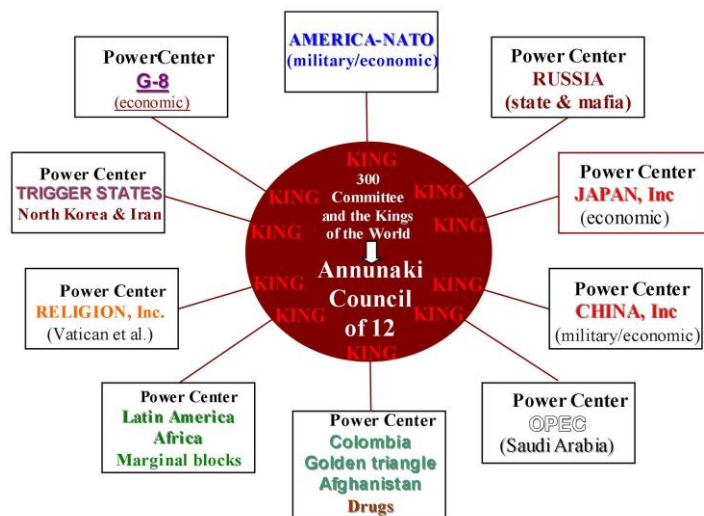 PowerCenter
G-8
(economic)
AMERICA-NATO
(military/economic)
Power Center
RUSSIA
(state & mafia)
Power Center
TRIGGER STATES
North Korea & Iran
KING
KING
KING
KING
KING
300
Committee
and the Kings
of the World
Annunaki
Council
of 12
KING
KING
KING
KING
KING
Power Center
JAPAN, Inc
(economic)
Power Center
RELIGION, Inc.
(Vatican et al.)
Power Center
CHINA, Inc
(military/economic)
Power Center
Latin America
Africa
Marginal blocks
Power Center
Colombia
Golden triangle
Afghanistan
Drugs
Power Center
OPEC
(Saudi Arabia)